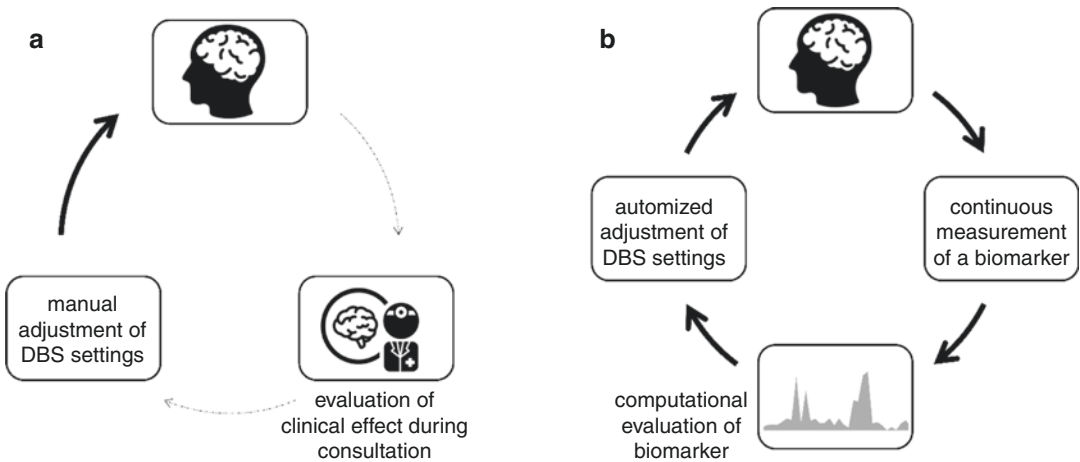 a
manual
adjustment of
DBS settings
evaluation of
clinical effect during
consultation
b
automized
adjustment of
DBS settings
continuous
measurement
of a biomarker
computational
evaluation of
biomarker